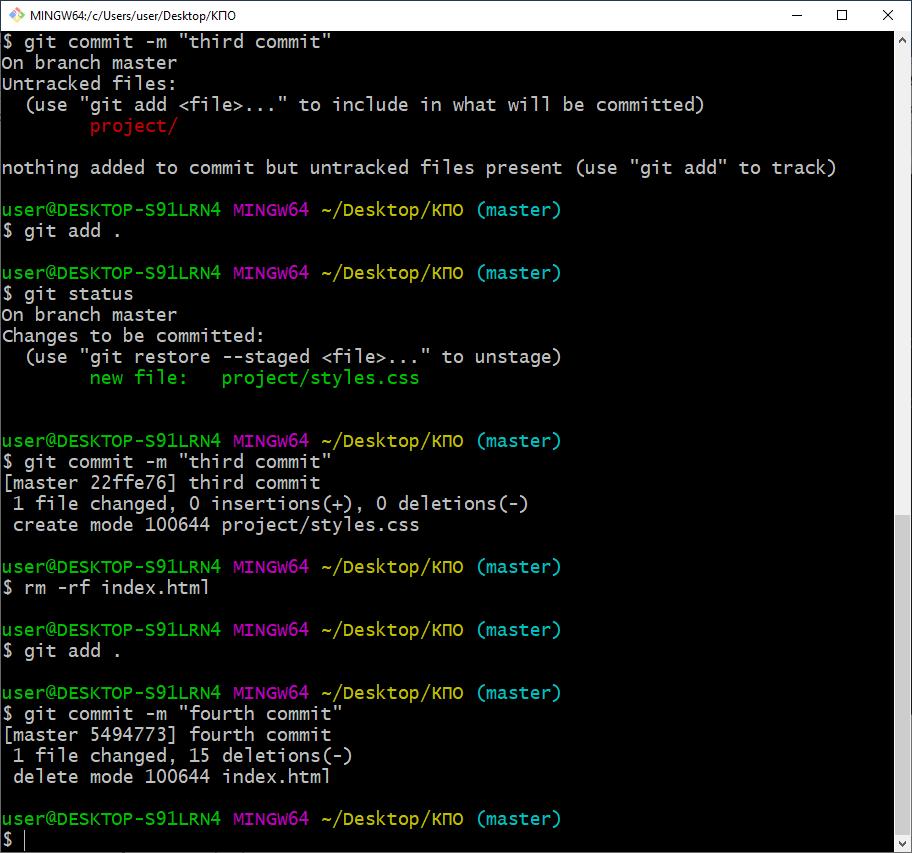 MINGW64:/c/Users/user/Desktop/КПО
$ git commit -m "third commit"
On branch master
Untracked files:
  (use "git add <file>..." to include in what will be committed)
        project/
nothing added to commit but untracked files present (use "git add" to track)
user@DESKTOP-S91LRN4 MINGW64 ~/Desktop/КПО (master)
$ git add .
user@DESKTOP-S91LRN4 MINGW64 ~/Desktop/КПО (master)
$ git status
On branch master
Changes to be committed:
  (use "git restore --staged <file>..." to unstage)
        new file:   project/styles.css
user@DESKTOP-S91LRN4 MINGW64 ~/Desktop/КПО (master)
$ git commit -m "third commit"
[master 22ffe76] third commit
 1 file changed, 0 insertions(+), 0 deletions(-)
 create mode 100644 project/styles.css
user@DESKTOP-S91LRN4 MINGW64 ~/Desktop/КПО (master)
$ rm -rf index.html
user@DESKTOP-S91LRN4 MINGW64 ~/Desktop/КПО (master)
$ git add .
user@DESKTOP-S91LRN4 MINGW64 ~/Desktop/КПО (master)
$ git commit -m "fourth commit"
[master 5494773] fourth commit
 1 file changed, 15 deletions(-)
 delete mode 100644 index.html
user@DESKTOP-S91LRN4 MINGW64 ~/Desktop/КПО (master)
$